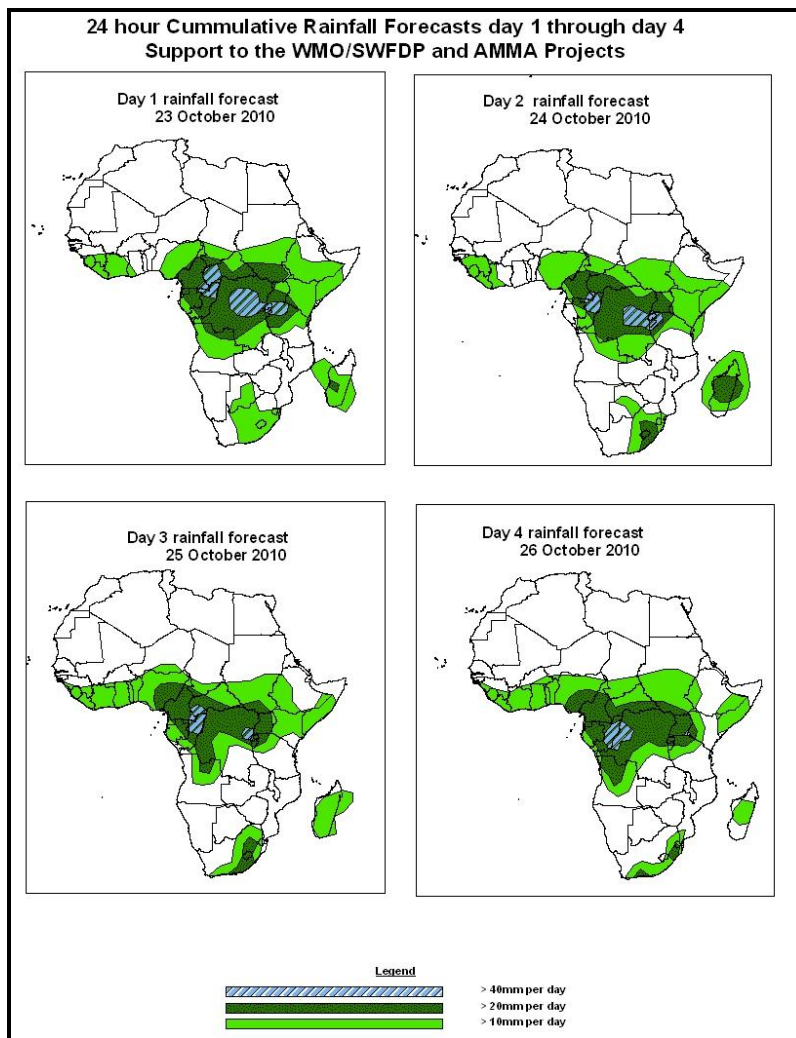 24 hour Cummulative Rainfall Forecasts day 1 through day 4
Support to the WMO/SWFDP and AMMA Projects
Day 1 rainfall forecast
23 October 2010
Day 2 rainfall forecast
24 October 2010
Day 3 rainfall forecast
25 October 2010
Day 4 rainfall forecast
26 October 2010
Legend
> 40mm per day
> 20mm per day
> 10mm per day